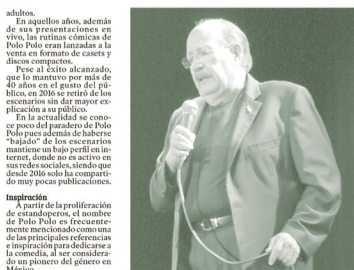 adultos.
En aquellos años, además
de sus presentaciones en
vivo, las rutinas cómicas de
Polo Polo eran lanzadas a la
venta en formato de casets y
discos compactos.
Pese al éxito alcanzado,
que lo mantuvo por más de
40 años en el gusto del pú-
blico, en 2016 se retiró de los
escenarios sin dar mayor ex-
plicación a su público.
En la actualidad se cono-
ce poco del paradero de Polo
Polo pues además de haberse
"bajado" de los escenarios
mantiene un bajo perfil en in-
ternet, donde no es activo en
sus redes sociales, siendo que
desde 2016 solo ha comparti-
do muy pocas publicaciones.
Inspiración
A partir de la proliferación
de estandoperos, el nombre
de Polo Polo es frecuente-
mente mencionado como una
de las principales referencias
e inspiración para dedicarse a
la comedia, al ser considera-
do un pionero del género en
México.